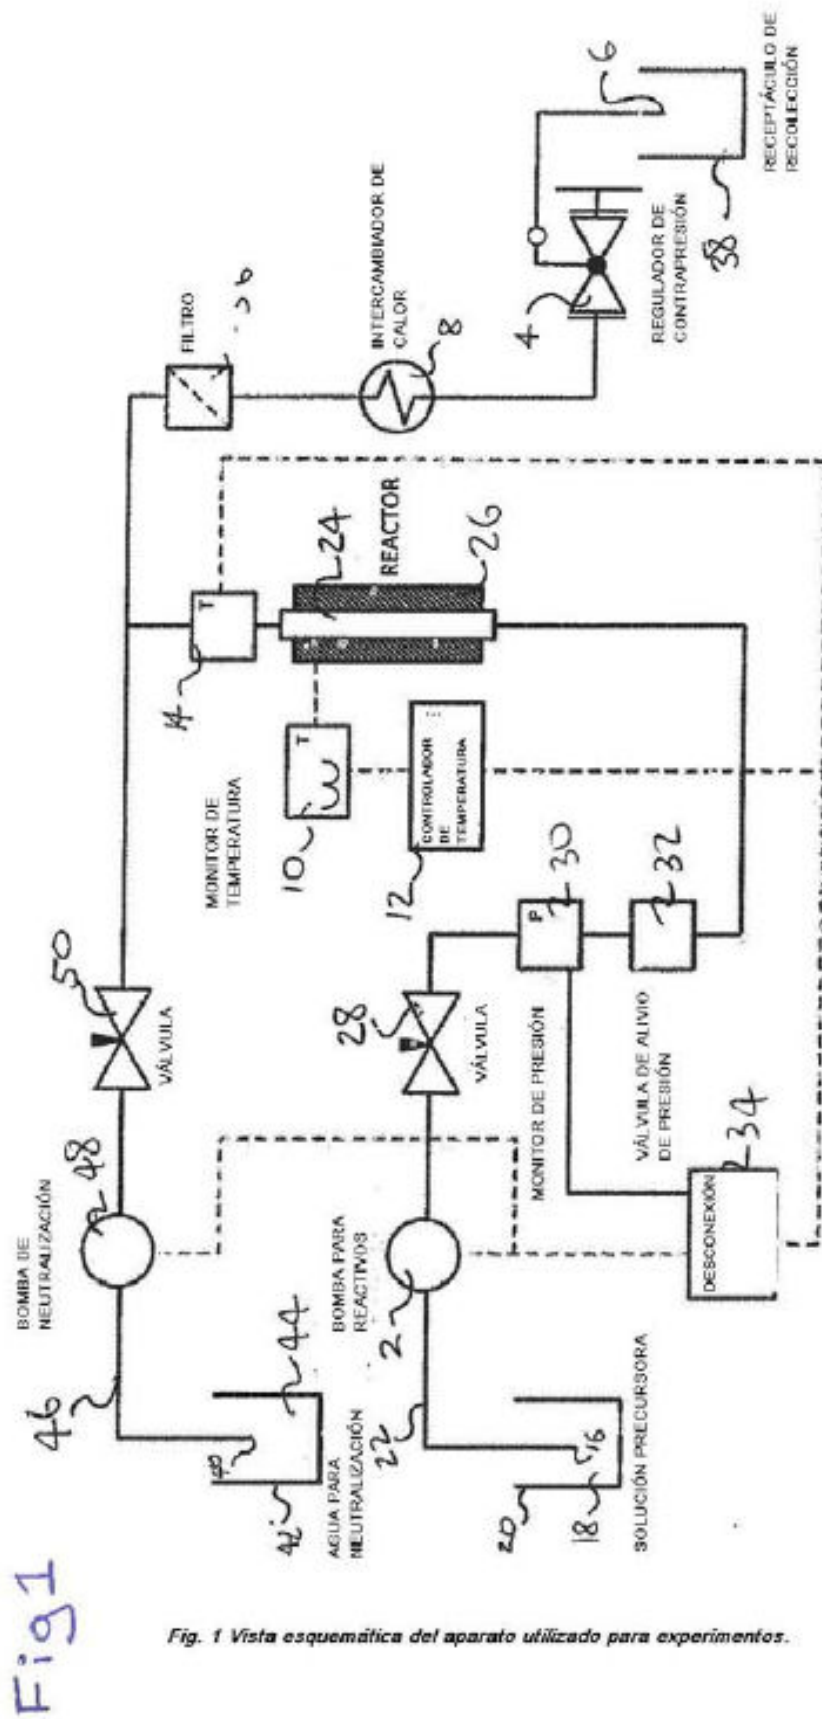 Fig1
46
BOMBA DE
NEUTRALIZACIÓN
48
50
VÁLVULA
40
44
42
AGUA PARA
NEUTRALIZACIÓN
14
T
FILTRO
MONITOR DE
TEMPERATURA
10
T
24
REACTOR
26
INTERCAMBIADOR DE
CALOR
8
12
CONTROLADOR
DE
TEMPERATURA
22
BOMBA PARA
REACTIVOS
2
28
VÁLVULA
20
18
16
SOLUCIÓN PRECURSORA
MONITOR DE PRESIÓN
P
30
VÁLVULA DE ALIVIO
DE PRESIÓN
32
DESCONEXIÓN
34
4
REGULADOR DE
CONTRAPRESIÓN
6
38
RECEPTÁCULO DE
RECOLECCIÓN
Fig. 1 Vista esquemática del aparato utilizado para experimentos.